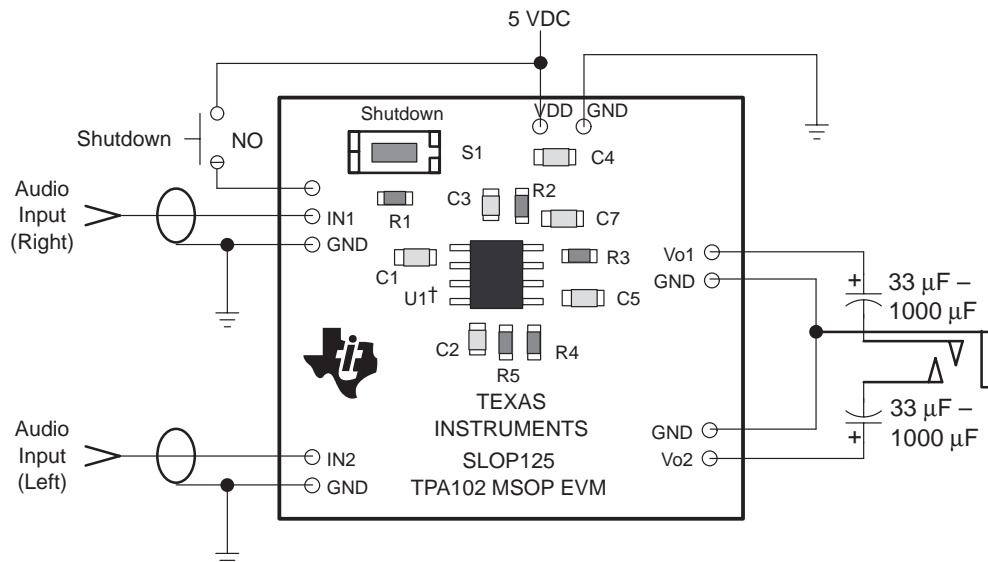 5 VDC
VDD GND
Shutdown
S1
C4
Shutdown NO
Audio
Input
(Right)
IN1
GND
R1
C3
R2
C7
R3
C1
U1†
C5
C2
R5
R4
Vo1
GND
+
33 µF –
1000 µF
TEXAS
INSTRUMENTS
SLOP125
TPA102 MSOP EVM
Audio
Input
(Left)
IN2
GND
GND
Vo2
33 µF –
1000 µF
+